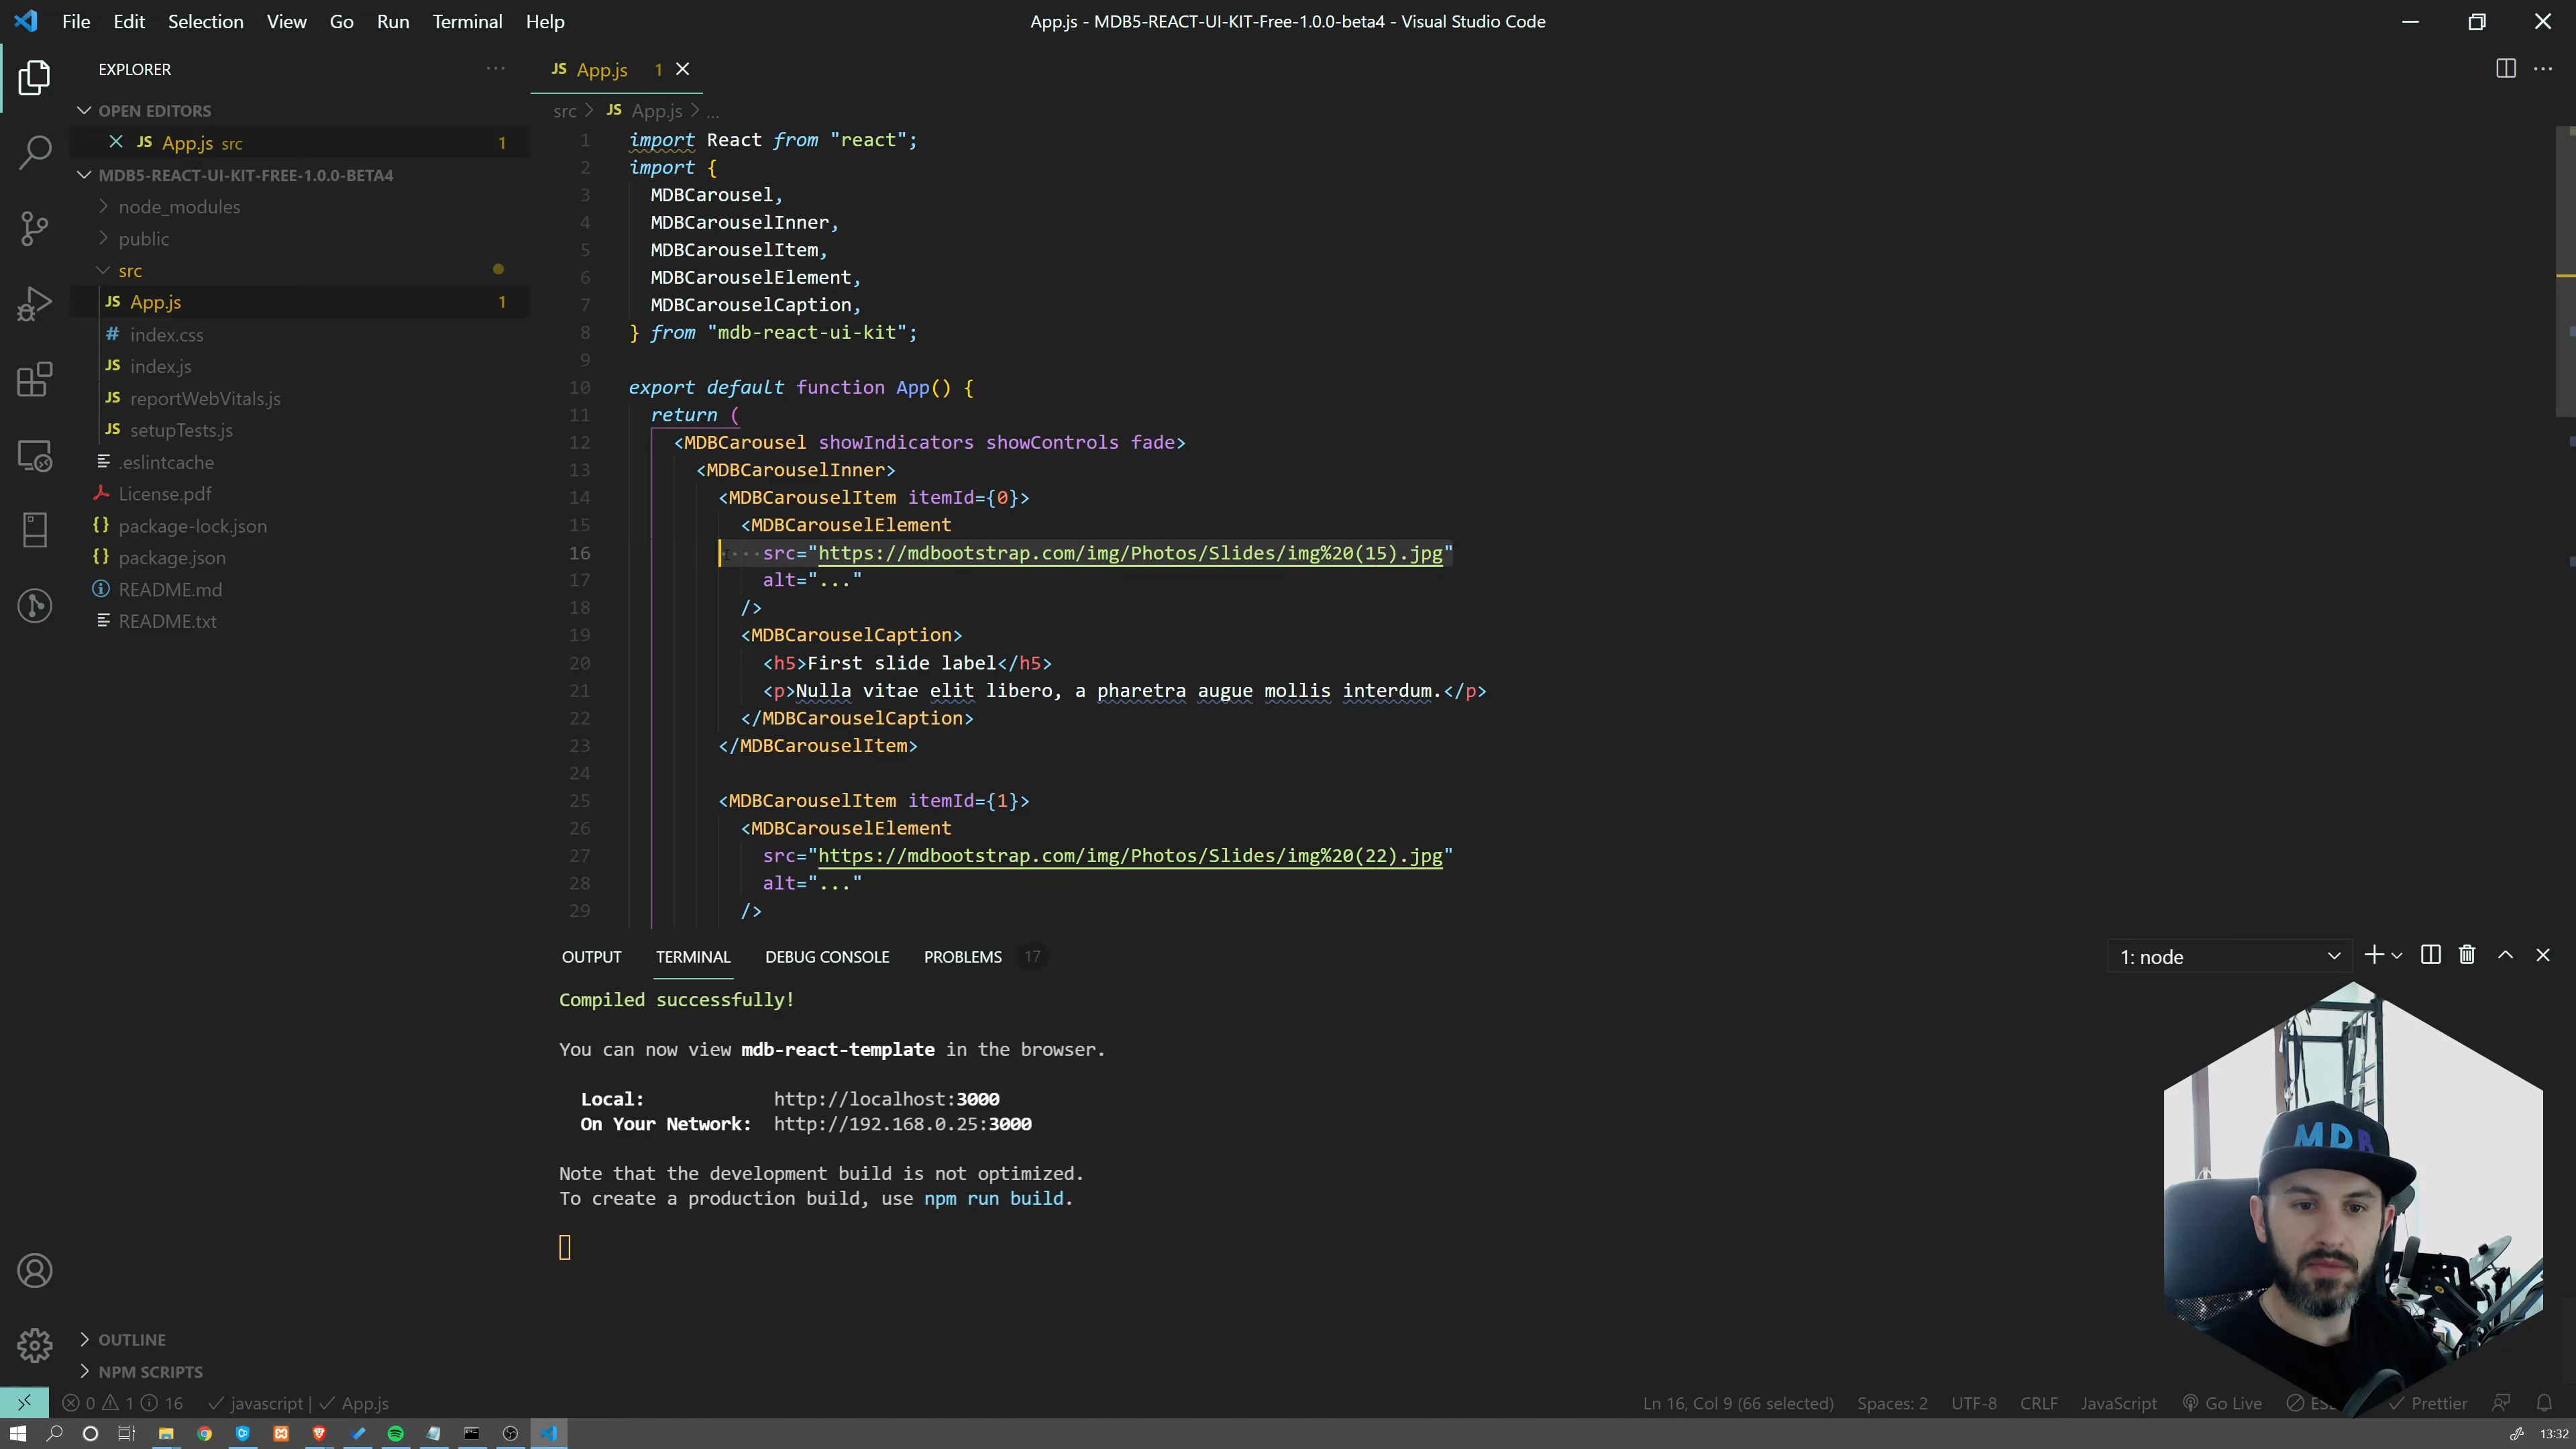 File Edit Selection View Go Run Terminal Help
App.js - MDB5-REACT-UI-KIT-Free-1.0.0-beta4 - Visual Studio Code
EXPLORER
OPEN EDITORS
JS App.js src 1
MDB5-REACT-UI-KIT-FREE-1.0.0-BETA4
node_modules
public
src
JS App.js 1
# index.css
JS index.js
JS reportWebVitals.js
JS setupTests.js
.eslintcache
License.pdf
{} package-lock.json
{} package.json
README.md
README.txt
OUTLINE
NPM SCRIPTS
JS App.js 1
src > JS App.js > ...
1 import React from "react";
2 import {
3 MDBCarousel,
4 MDBCarouselInner,
5 MDBCarouselItem,
6 MDBCarouselElement,
7 MDBCarouselCaption,
8 } from "mdb-react-ui-kit";
9
10 export default function App() {
11 return (
12 <MDBCarousel showIndicators showControls fade>
13 <MDBCarouselInner>
14 <MDBCarouselItem itemId={0}>
15 <MDBCarouselElement
16 src="https://mdbootstrap.com/img/Photos/Slides/img%20(15).jpg"
17 alt="..."
18 />
19 <MDBCarouselCaption>
20 <h5>First slide label</h5>
21 <p>Nulla vitae elit libero, a pharetra augue mollis interdum.</p>
22 </MDBCarouselCaption>
23 </MDBCarouselItem>
24
25 <MDBCarouselItem itemId={1}>
26 <MDBCarouselElement
27 src="https://mdbootstrap.com/img/Photos/Slides/img%20(22).jpg"
28 alt="..."
29 />
OUTPUT TERMINAL DEBUG CONSOLE PROBLEMS 17
1: node
Compiled successfully!
You can now view mdb-react-template in the browser.
Local: http://localhost:3000
On Your Network: http://192.168.0.25:3000
Note that the development build is not optimized.
To create a production build, use npm run build.
MDB
0 1 16 javascript | App.js
Ln 16, Col 9 (66 selected) Spaces: 2 UTF-8 CRLF JavaScript Go Live Prettier
13:32